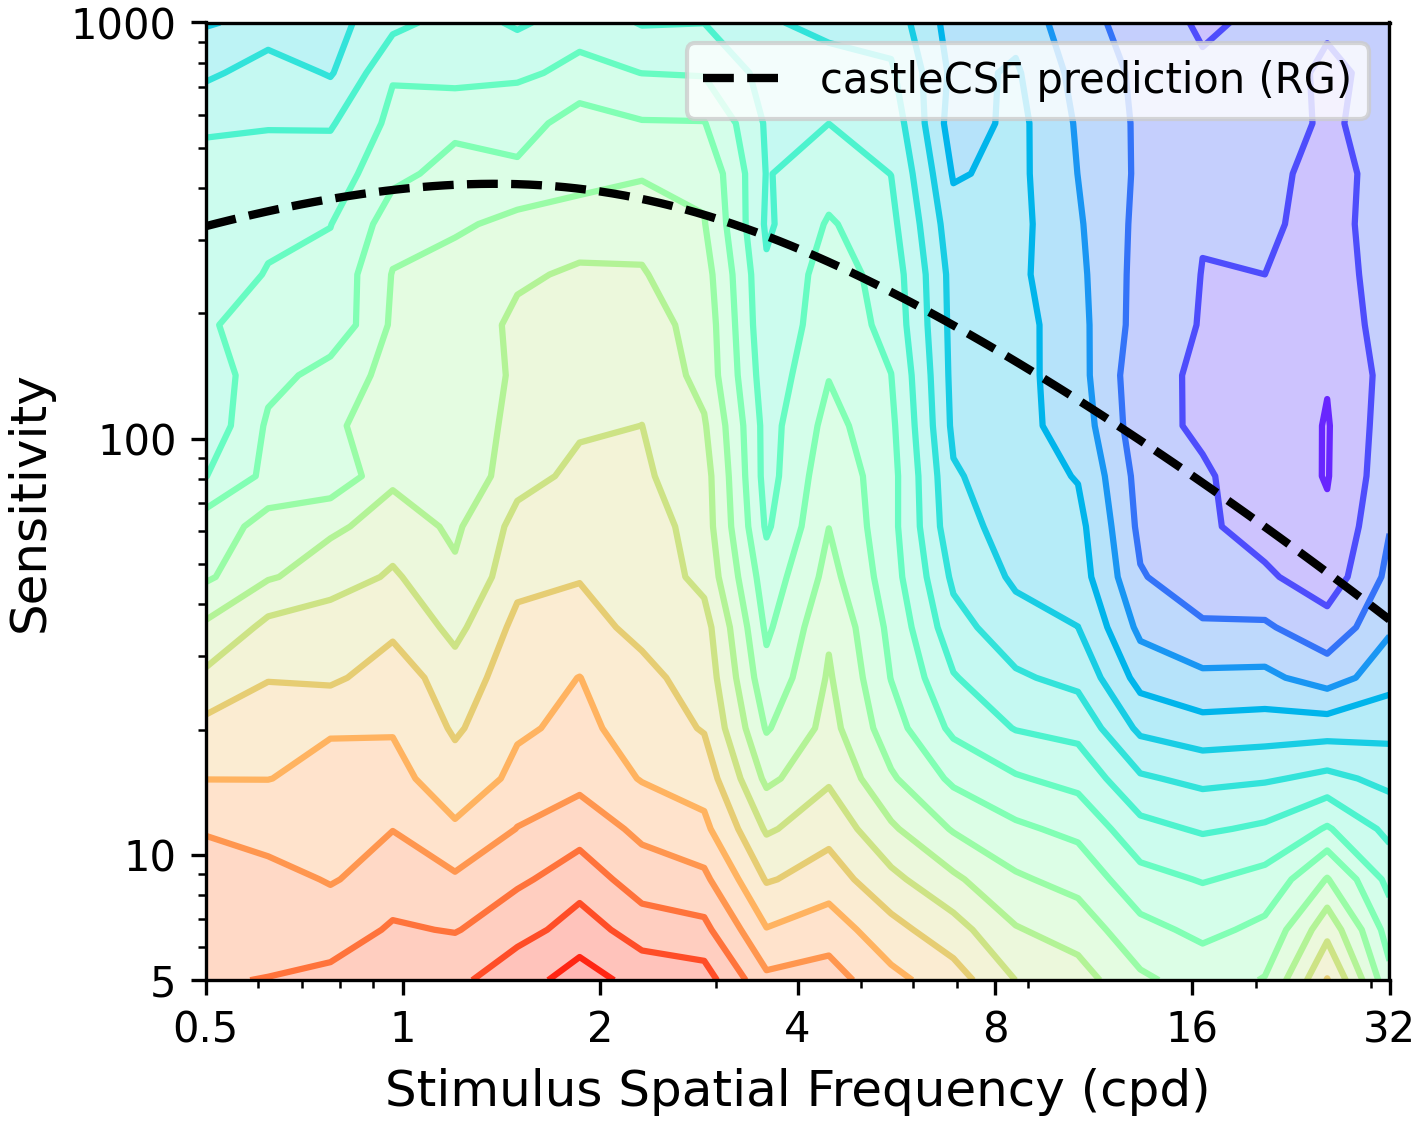 1000
castleCSF prediction (RG)
Sensitivity
100
10
5
0.5 1 2 4 8 16 32
Stimulus Spatial Frequency (cpd)